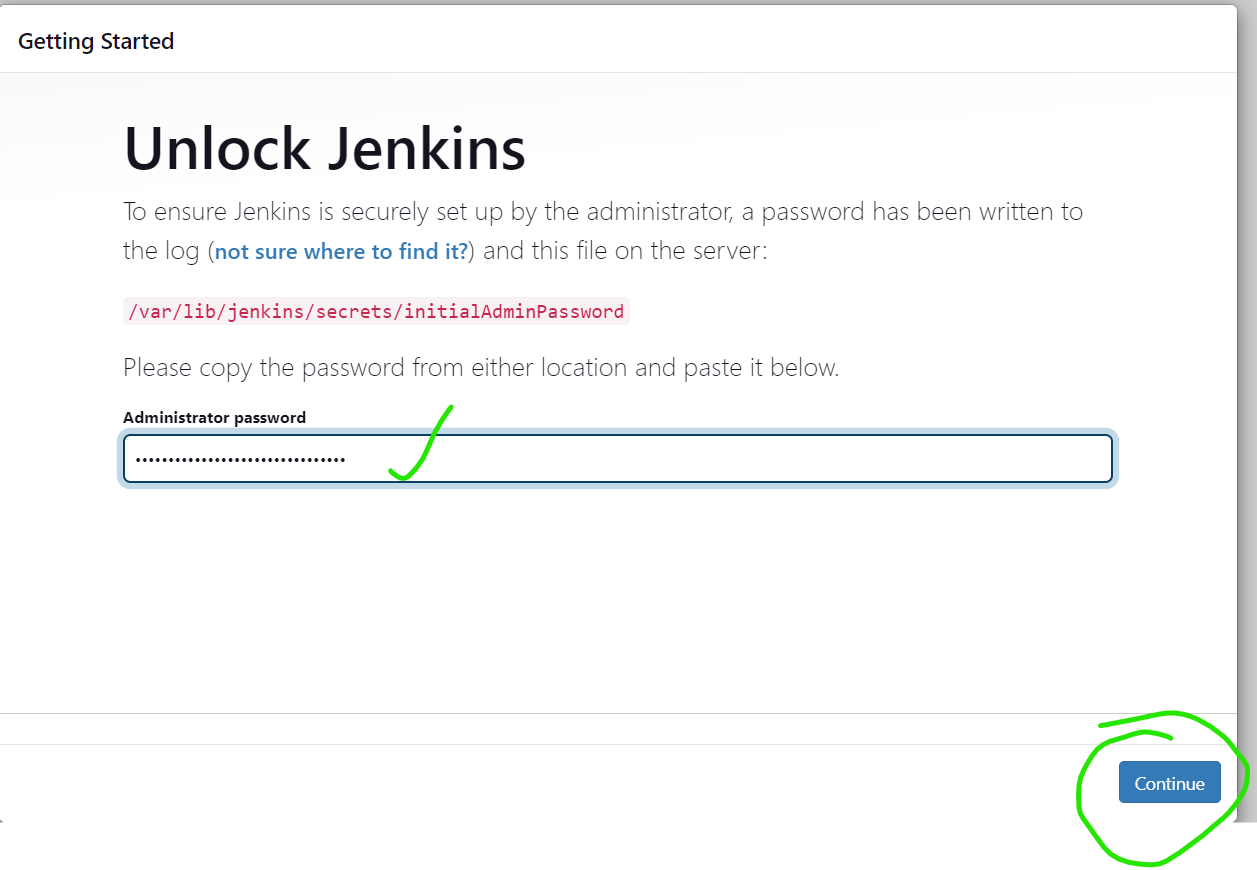 Getting Started
Unlock Jenkins
To ensure Jenkins is securely set up by the administrator, a password has been written to
the log (not sure where to find it?) and this file on the server:
/var/lib/jenkins/secrets/initialAdminPassword
Please copy the password from either location and paste it below.
Administrator password
••••••••••••••••••••••••••••••••
Continue